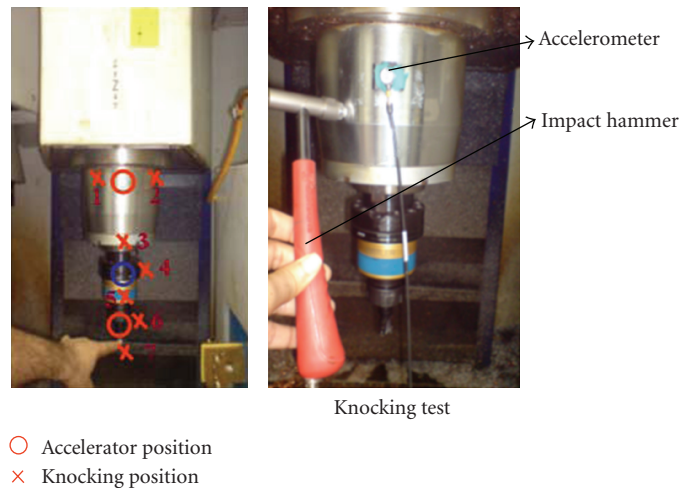 Accelerometer
Impact hammer
1
2
3
4
5
6
7
Knocking test
Accelerator position
Knocking position